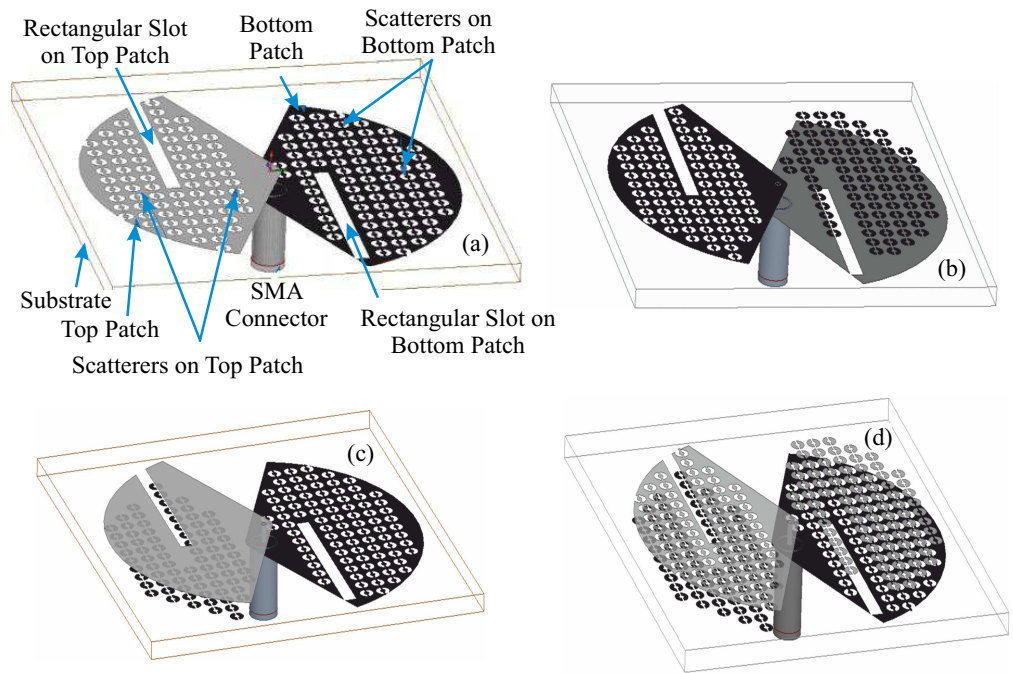 Rectangular Slot
on Top Patch
Bottom
Patch
Scatterers on
Bottom Patch
(a)
Substrate
Top Patch
SMA
Connector
Rectangular Slot on
Bottom Patch
Scatterers on Top Patch
(b)
(c)
(d)